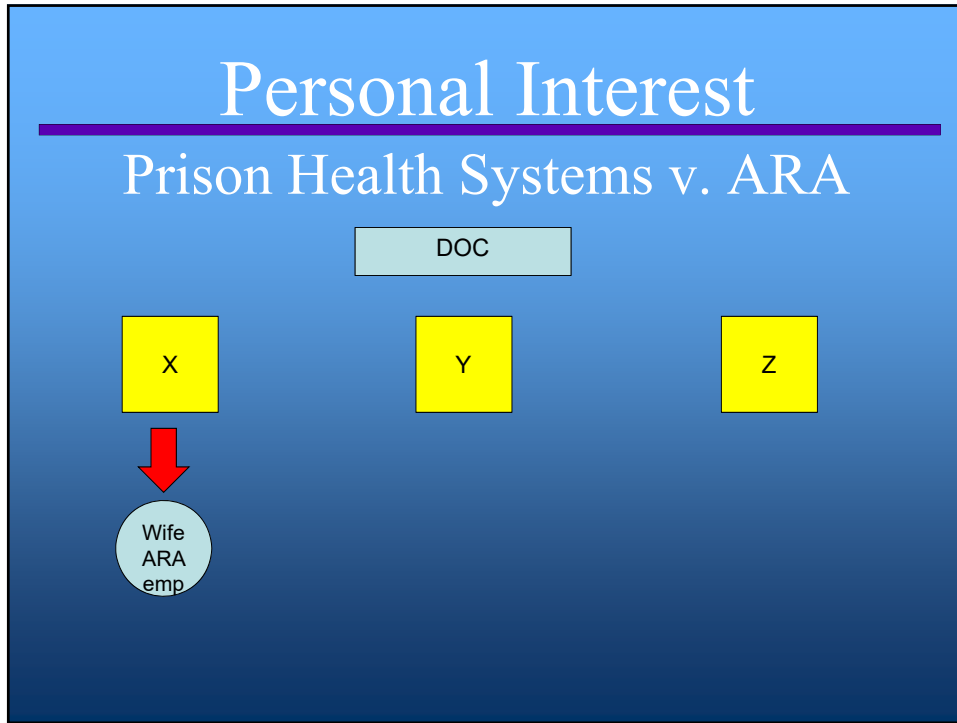 Personal Interest
Prison Health Systems v. ARA
DOC
X
Y
Z
Wife
ARA
emp